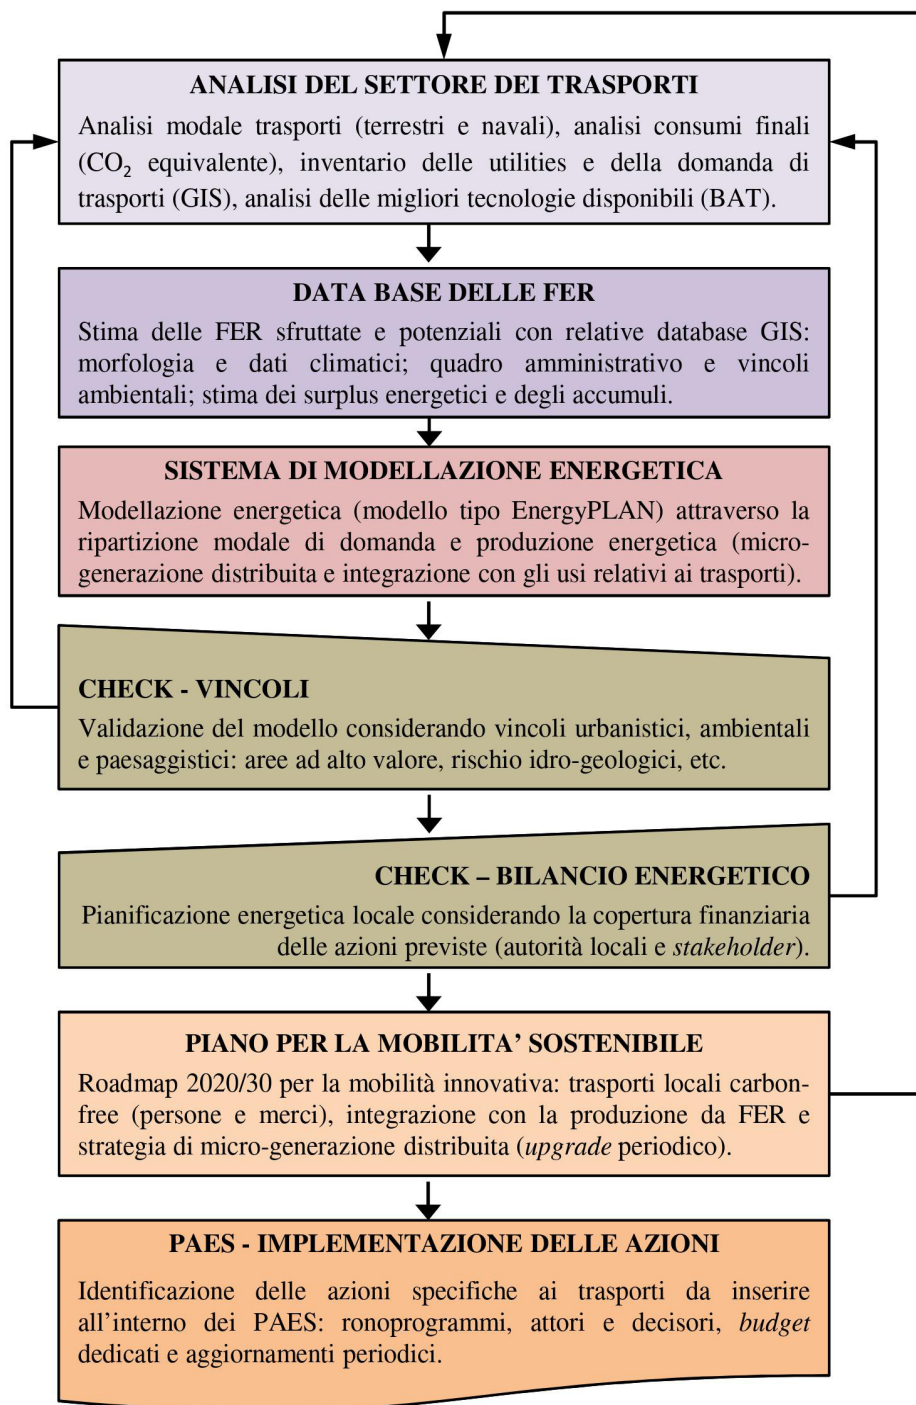 ANALISI DEL SETTORE DEI TRASPORTI
Analisi modale trasporti (terrestri e navali), analisi consumi finali
(CO₂ equivalente), inventario delle utilities e della domanda di
trasporti (GIS), analisi delle migliori tecnologie disponibili (BAT).
DATA BASE DELLE FER
Stima delle FER sfruttate e potenziali con relative database GIS:
morfologia e dati climatici; quadro amministrativo e vincoli
ambientali; stima dei surplus energetici e degli accumuli.
SISTEMA DI MODELLAZIONE ENERGETICA
Modellazione energetica (modello tipo EnergyPLAN) attraverso la
ripartizione modale di domanda e produzione energetica (micro-
generazione distribuita e integrazione con gli usi relativi ai trasporti).
CHECK - VINCOLI
Validazione del modello considerando vincoli urbanistici, ambientali
e paesaggistici: aree ad alto valore, rischio idro-geologici, etc.
CHECK – BILANCIO ENERGETICO
Pianificazione energetica locale considerando la copertura finanziaria
delle azioni previste (autorità locali e stakeholder).
PIANO PER LA MOBILITA’ SOSTENIBILE
Roadmap 2020/30 per la mobilità innovativa: trasporti locali carbon-
free (persone e merci), integrazione con la produzione da FER e
strategia di micro-generazione distribuita (upgrade periodico).
PAES - IMPLEMENTAZIONE DELLE AZIONI
Identificazione delle azioni specifiche ai trasporti da inserire
all’interno dei PAES: ronoprogrammi, attori e decisori, budget
dedicati e aggiornamenti periodici.